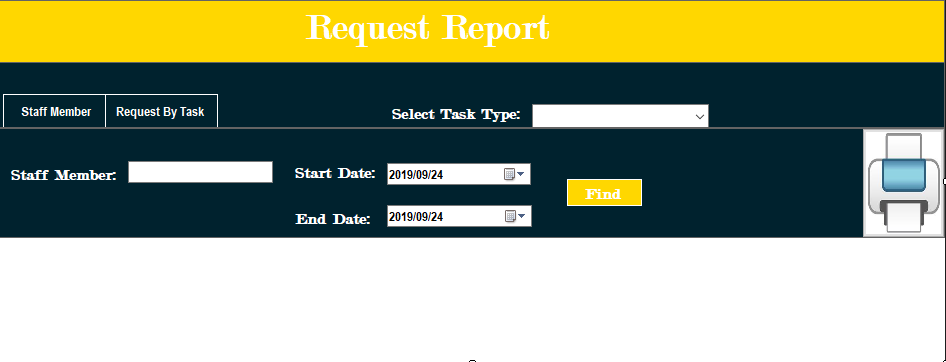 Request Report
Staff Member Request By Task
Select Task Type:
Staff Member:
Start Date: 2019/09/24
Find
End Date: 2019/09/24